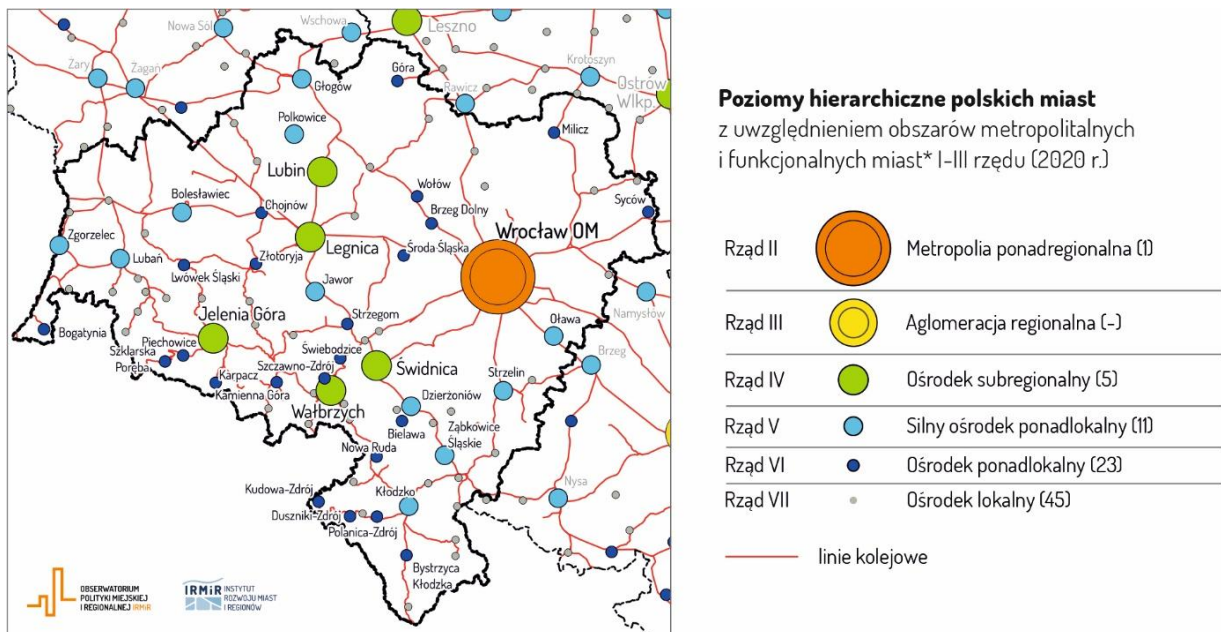 Nowa Sól
Wschowa
Leszno
Krotoszyn
Żary
Żagań
Góra
Głogów
Rawicz
Ostrów
Wlkp.
Polkowice
Milicz
Lubin
Bolesławiec
Chojnów
Wołów
Brzeg Dolny
Syców
Zgorzelec
Wrocław OM
Legnica
Środa Śląska
Lubań
Złotoryja
Lwówek Śląski
Jawor
Namysłów
Bogatynia
Jelenia Góra
Strzegom
Oława
Piechowice
Szklarska
Poręba
Świebodzice
Szczawno-Zdrój
Świdnica
Strzelin
Brzeg
Karpacz
Kamienna Góra
Wałbrzych
Dzierżoniów
Bielawa
Ząbkowice
Śląskie
Nowa Ruda
Nysa
Kudowa-Zdrój
Kłodzko
Duszniki-Zdrój
Polanica-Zdrój
Bystrzyca
Kłodzka
OBSERWATORIUM
POLITYKI MIEJSKIEJ
I REGIONALNEJ IRMiR
IRMiR
INSTYTUT
ROZWOJU MIAST
I REGIONÓW
Poziomy hierarchiczne polskich miast
z uwzględnieniem obszarów metropolitalnych
i funkcjonalnych miast* I-III rzędu (2020 r.)
Rząd II Metropolia ponadregionalna (1)
Rząd III Aglomeracja regionalna (-)
Rząd IV Ośrodek subregionalny (5)
Rząd V Silny ośrodek ponadlokalny (11)
Rząd VI Ośrodek ponadlokalny (23)
Rząd VII Ośrodek lokalny (45)
linie kolejowe